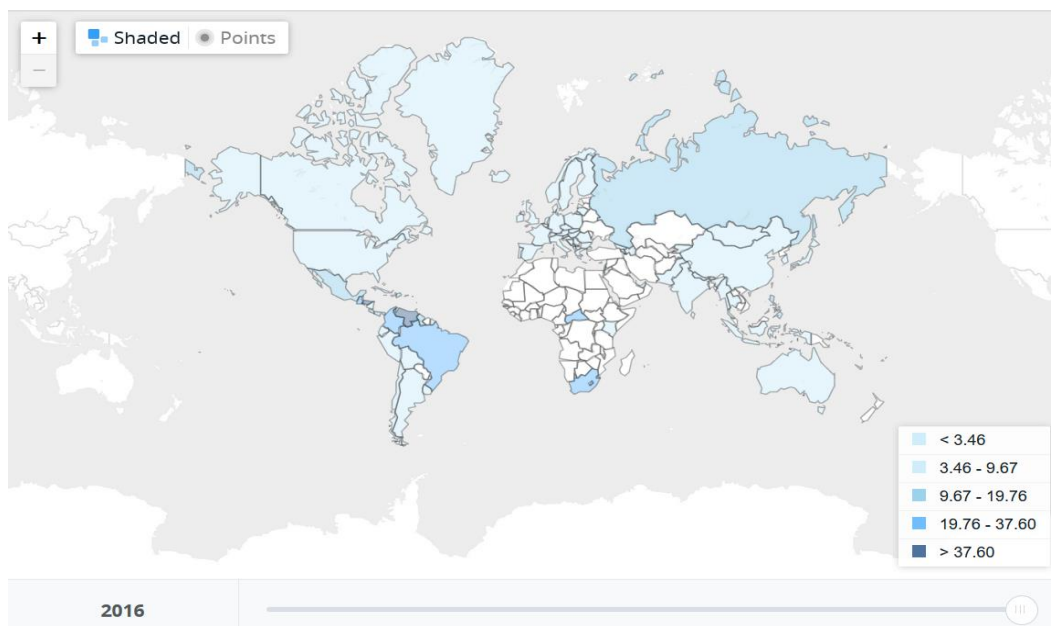 +
Shaded Points
−
< 3.46
3.46 - 9.67
9.67 - 19.76
19.76 - 37.60
> 37.60
2016